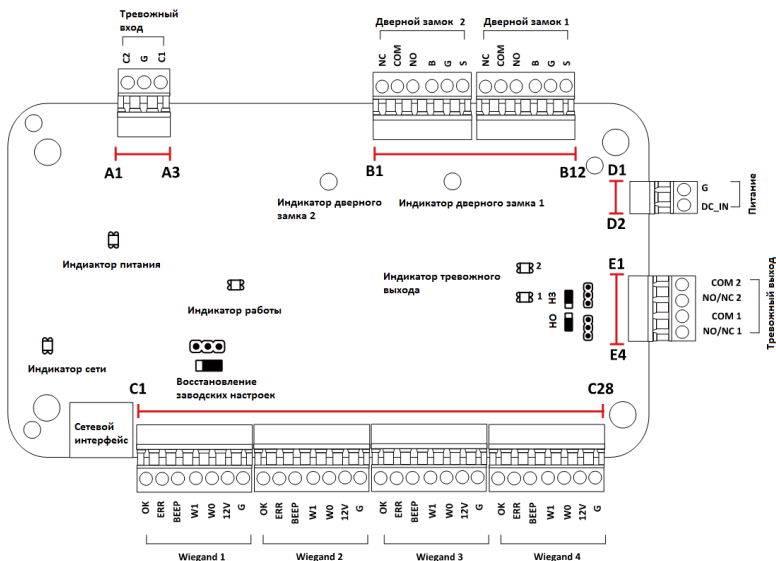 Тревожный
вход
C2 G C1
Дверной замок 2
NC COM NO B G S
Дверной замок 1
NC COM NO B G S
A1 A3
B1 B12
D1
D2
G
DC_IN
Питание
Индикатор дверного
замка 2
Индикатор дверного замка 1
Индиактор питания
Индикатор тревожного
выхода
2
1
НЗ
НО
E1
E4
COM 2
NO/NC 2
COM 1
NO/NC 1
Тревожный выход
Индикатор работы
Индикатор сети
Восстановление
заводских настроек
C1 C28
Сетевой
интерфейс
OK ERR BEEP W1 W0 12V G
OK ERR BEEP W1 W0 12V G
OK ERR BEEP W1 W0 12V G
OK ERR BEEP W1 W0 12V G
Wiegand 1 Wiegand 2 Wiegand 3 Wiegand 4